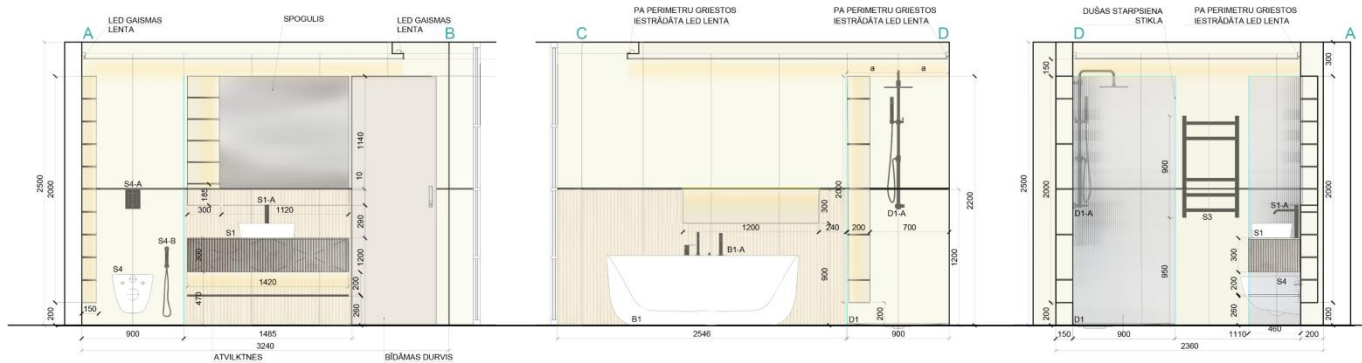 LED GAISMAS
LENTA
SPOGULIS
LED GAISMAS
LENTA
A
B
2500
2000
200
150
S4-A
S4-B
S4
185
300
S1-A
1120
S1
300
1420
470
1140
10
290
1200
200
260
900
1485
3240
ATVILKTNES
BĪDĀMAS DURVIS
PA PERIMETRU GRIESTOS
IESTRĀDĀTA LED LENTA
PA PERIMETRU GRIESTOS
IESTRĀDĀTA LED LENTA
C
D
a
a
2000
300
1200
240
200
700
D1-A
B1-A
900
2200
1200
B1
D1
200
2546
900
DUŠAS STARPSIENA
STIKLA
PA PERIMETRU GRIESTOS
IESTRĀDĀTA LED LENTA
D
A
150
300
2500
2000
2000
900
D1-A
S3
S1-A
S1
300
950
200
S4
260
200
200
D1
150
900
1110
460
200
2360